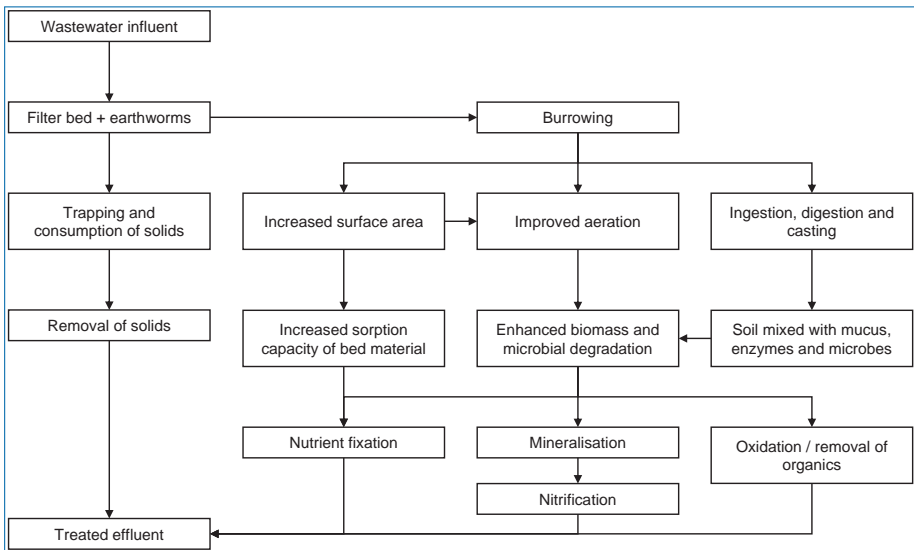 Wastewater influent
Filter bed + earthworms
Burrowing
Trapping and
consumption of solids
Increased surface area
Improved aeration
Ingestion, digestion and
casting
Removal of solids
Increased sorption
capacity of bed material
Enhanced biomass and
microbial degradation
Soil mixed with mucus,
enzymes and microbes
Nutrient fixation
Mineralisation
Oxidation / removal of
organics
Nitrification
Treated effluent